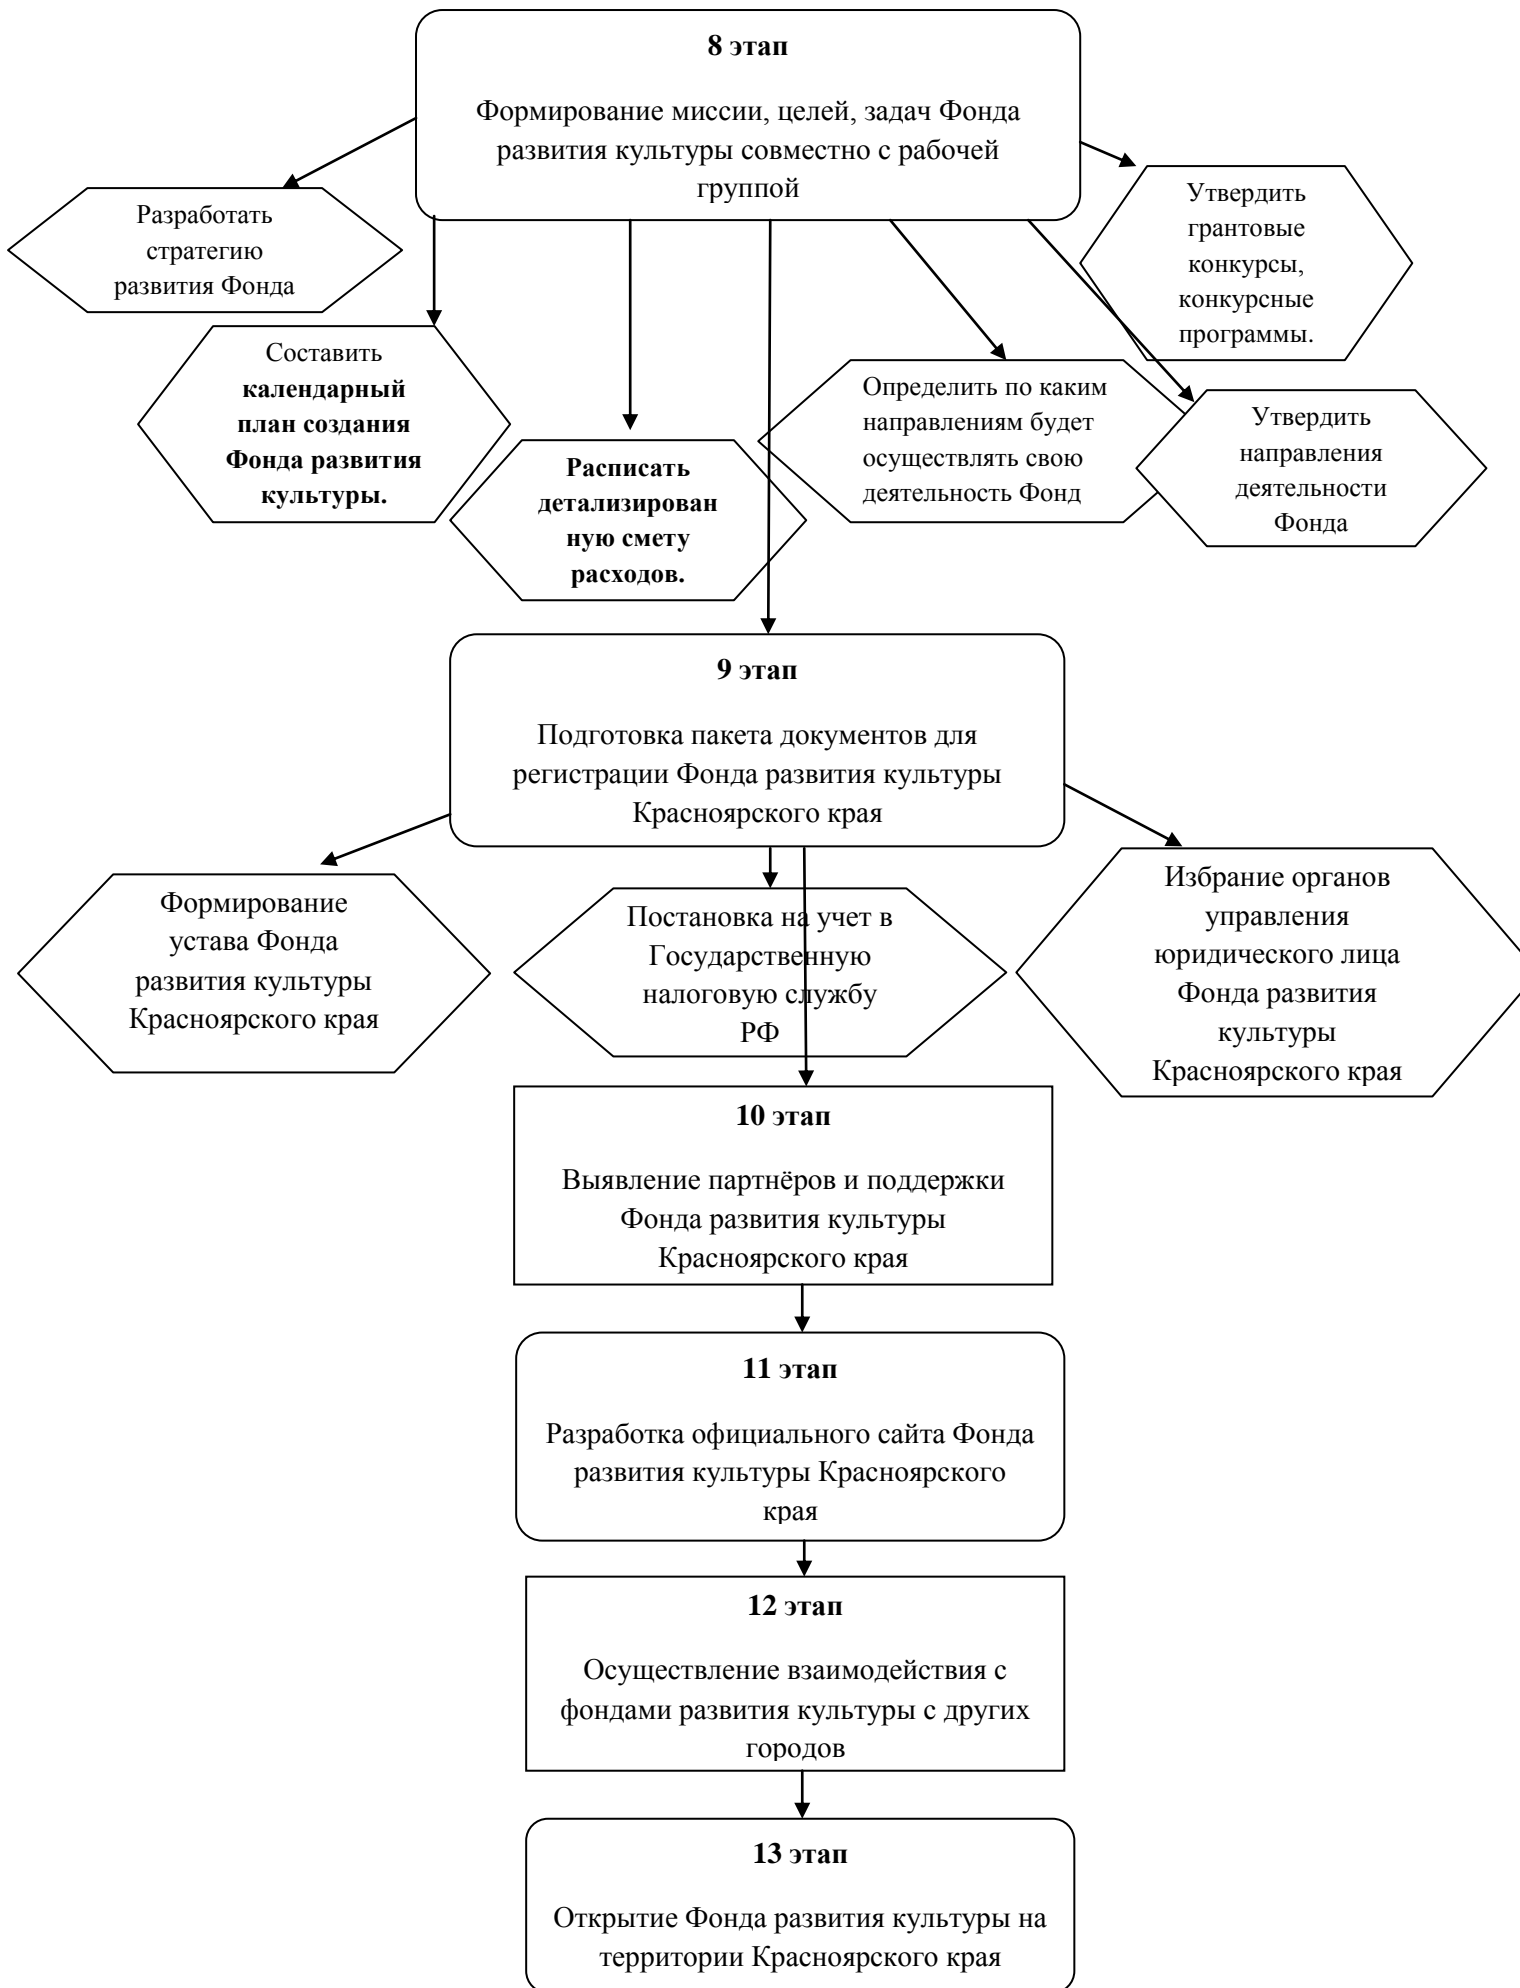 8 этап
Формирование миссии, целей, задач Фонда
развития культуры совместно с рабочей
группой
Разработать
стратегию
развития Фонда
Утвердить
грантовые
конкурсы,
конкурсные
программы.
Составить
календарный
план создания
Фонда развития
культуры.
Расписать
детализирован
ную смету
расходов.
Определить по каким
направлениям будет
осуществлять свою
деятельность Фонд
Утвердить
направления
деятельности
Фонда
9 этап
Подготовка пакета документов для
регистрации Фонда развития культуры
Красноярского края
Формирование
устава Фонда
развития культуры
Красноярского края
Постановка на учет в
Государственную
налоговую службу
РФ
Избрание органов
управления
юридического лица
Фонда развития
культуры
Красноярского края
10 этап
Выявление партнёров и поддержки
Фонда развития культуры
Красноярского края
11 этап
Разработка официального сайта Фонда
развития культуры Красноярского
края
12 этап
Осуществление взаимодействия с
фондами развития культуры с других
городов
13 этап
Открытие Фонда развития культуры на
территории Красноярского края